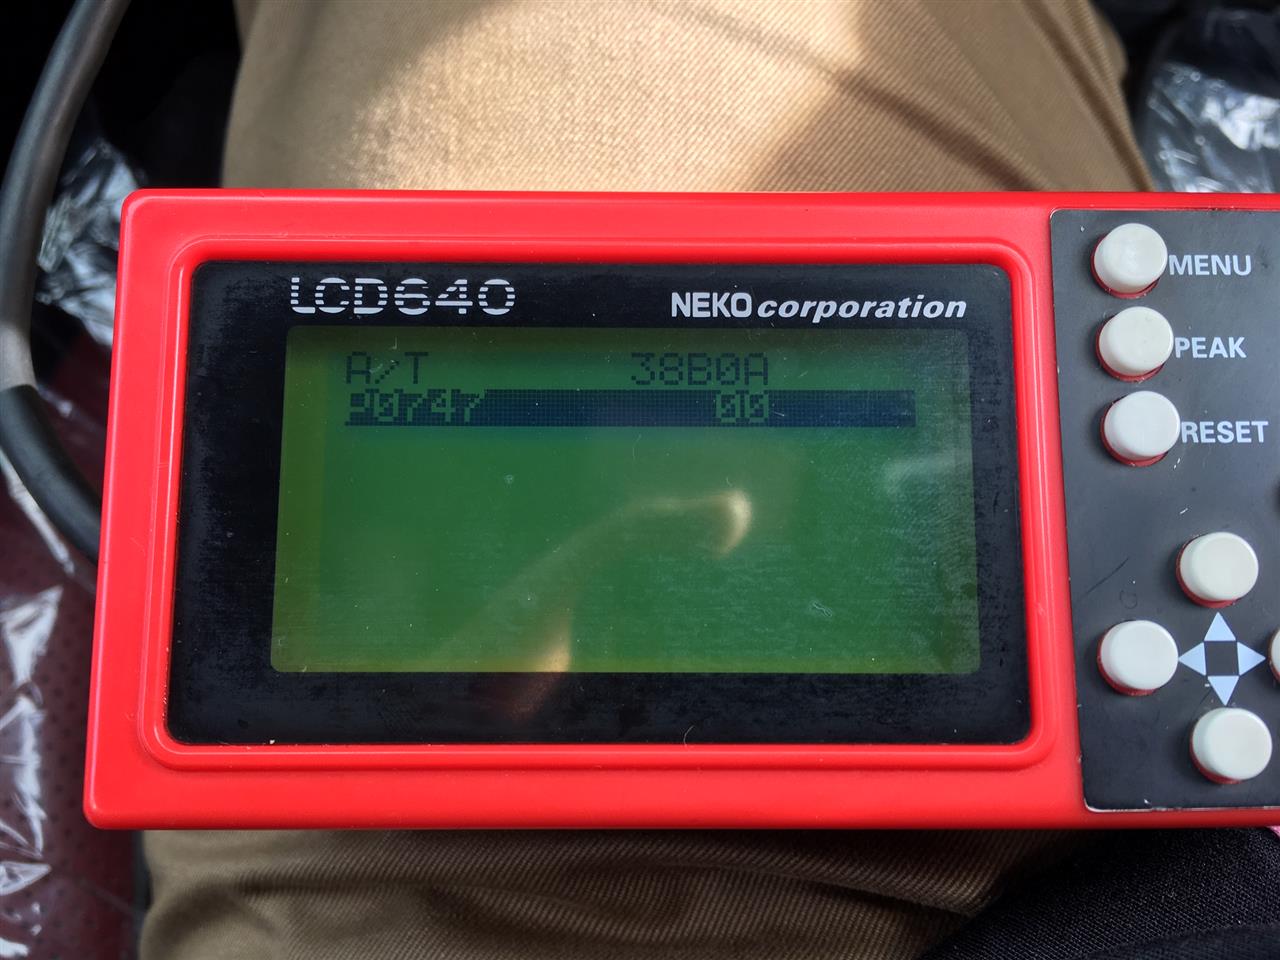 LCD640
NEKO corporation
A/T 38B0A
P0747 00
MENU
PEAK
RESET